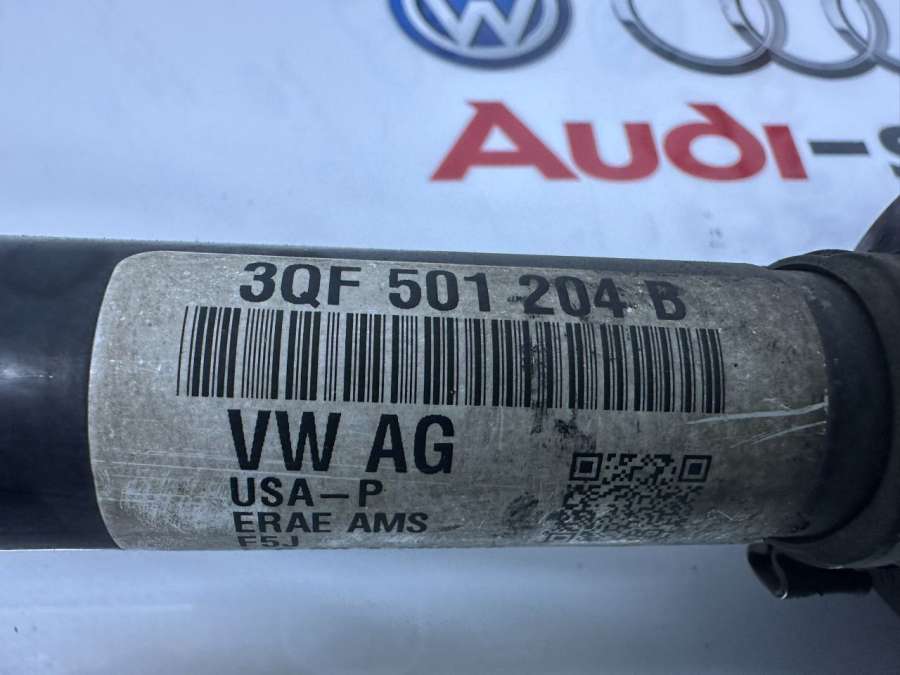 Audi-
3QF 501 204 B
VW AG
USA-P
ERAE AMS
F5J